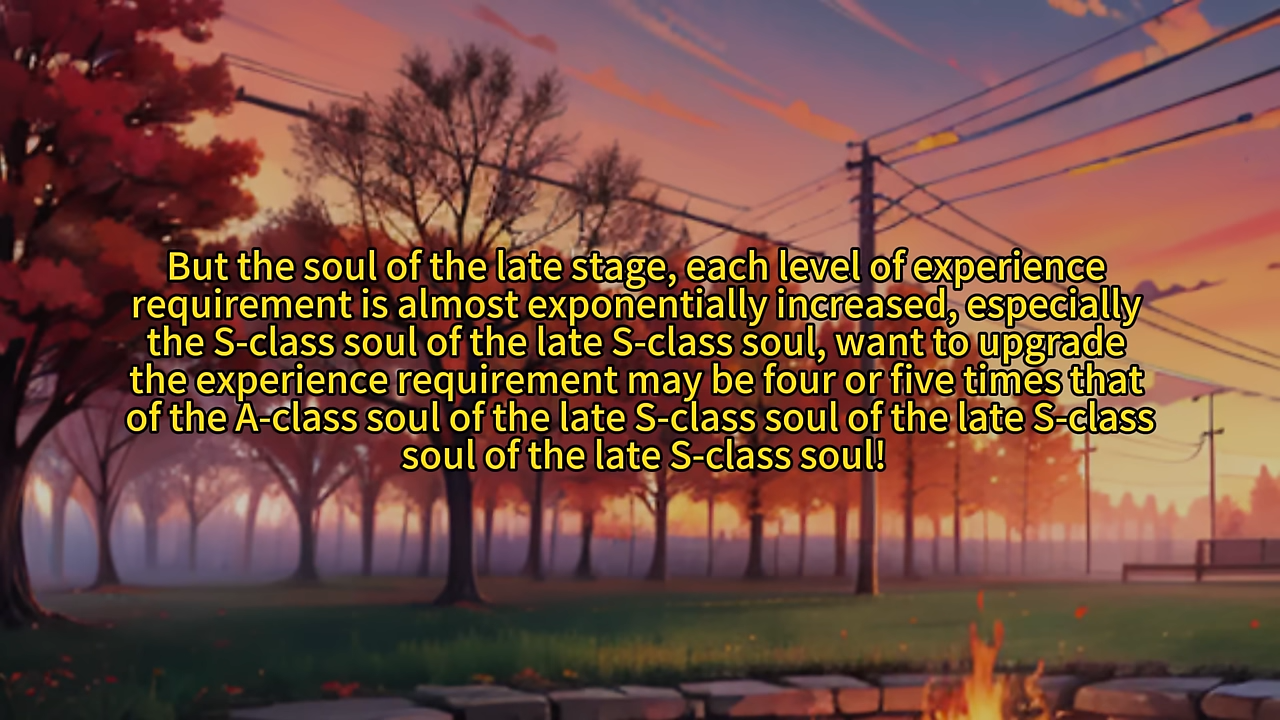 But the soul of the late stage, each level of experience
requirement is almost exponentially increased, especially
the S-class soul of the late S-class soul, want to upgrade
the experience requirement may be four or five times that
of the A-class soul of the late S-class soul of the late S-class
soul of the late S-class soul!